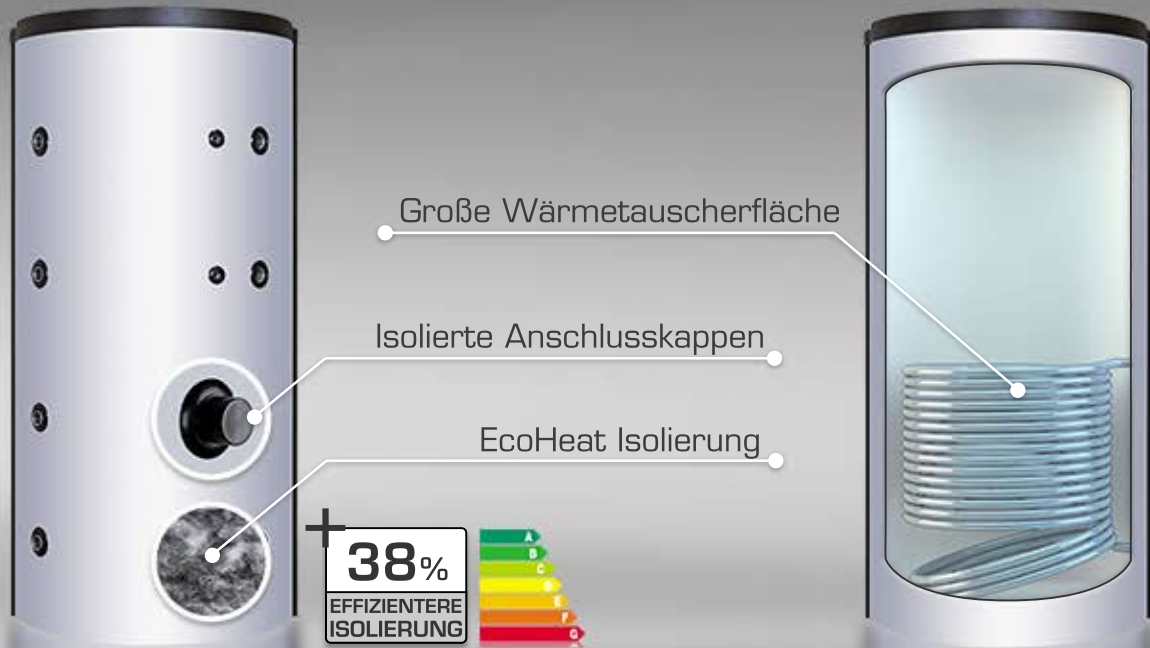 Große Wärmetauscherfläche
Isolierte Anschlusskappen
EcoHeat Isolierung
+
38%
EFFIZIENTERE
ISOLIERUNG
A
B
C
D
E
F
G